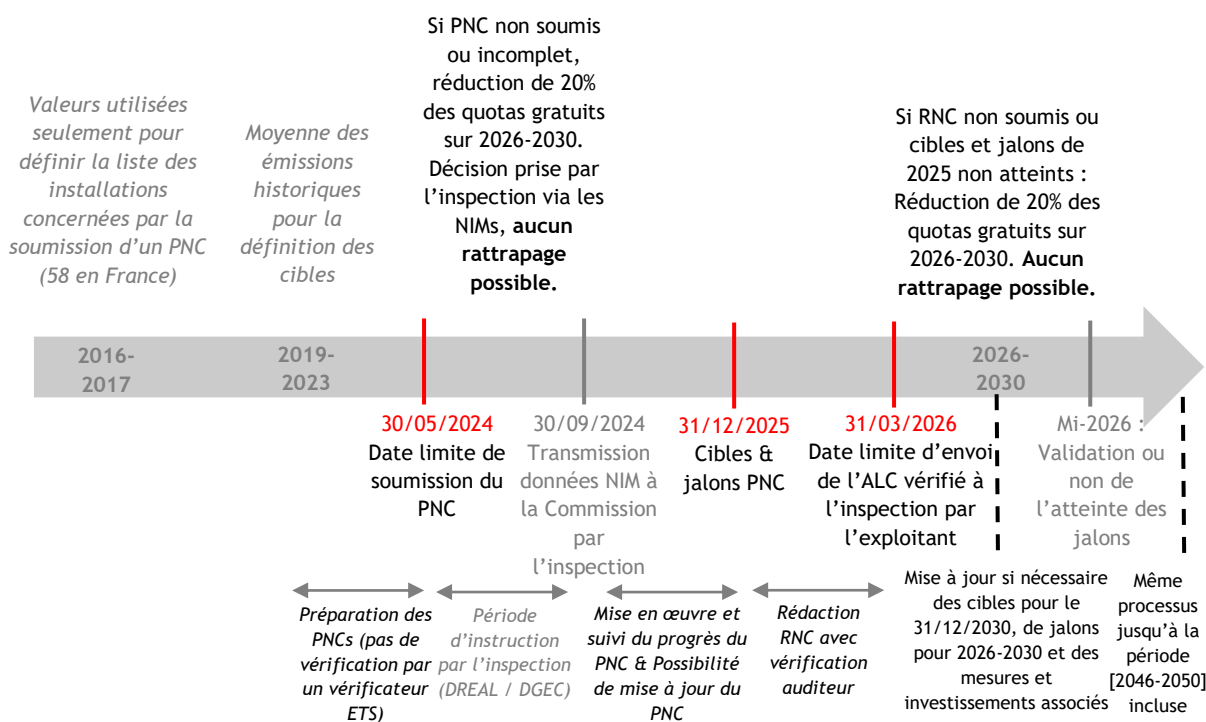 Valeurs utilisées
seulement pour
définir la liste des
installations
concernées par la
soumission d'un PNC
(58 en France)
Moyenne des
émissions
historiques
pour la
définition des
cibles
Si PNC non soumis
ou incomplet,
réduction de 20%
des quotas gratuits
sur 2026-2030.
Décision prise par
l'inspection via les
NIMs, aucun
rattrapage
possible.
Si RNC non soumis ou
cibles et jalons de
2025 non atteints :
Réduction de 20% des
quotas gratuits sur
2026-2030. Aucun
rattrapage possible.
2016-
2017
2019-
2023
2026-
2030
30/05/2024
Date limite de
soumission du
PNC
30/09/2024
Transmission
données NIM à
la Commission
par
l'inspection
31/12/2025
Cibles &
jalons PNC
31/03/2026
Date limite d'envoi
de l'ALC vérifié à
l'inspection par
l'exploitant
Mi-2026 :
Validation ou
non de
l'atteinte des
jalons
Préparation des
PNCs (pas de
vérification par
un vérificateur
ETS)
Période
d'instruction
par l'inspection
(DREAL / DGEC)
Mise en œuvre et
suivi du progrès du
PNC & Possibilité
de mise à jour du
PNC
Rédaction
RNC avec
vérification
auditeur
Mise à jour si nécessaire
des cibles pour le
31/12/2030, de jalons
pour 2026-2030 et des
mesures et
investissements associés
Même
processus
jusqu'à la
période
[2046-2050]
incluse